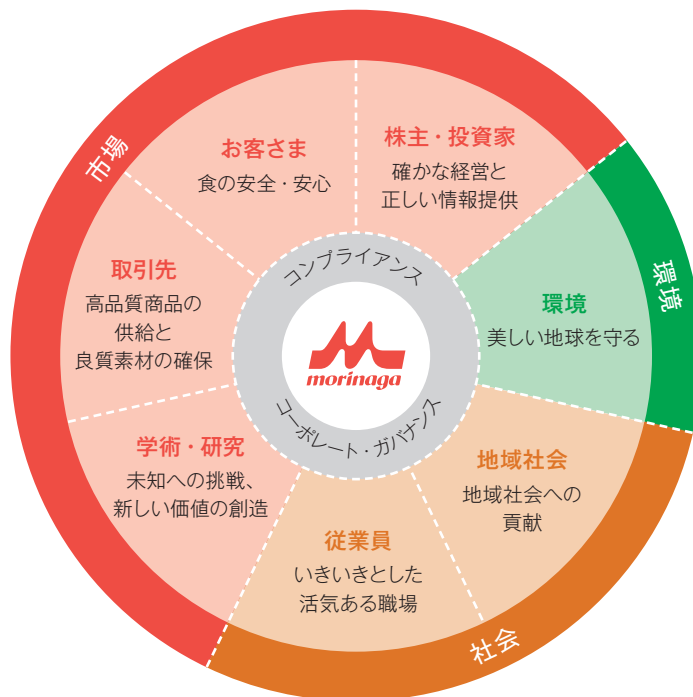 市場
お客さま
食の安全・安心
株主・投資家
確かな経営と
正しい情報提供
環境
環境
美しい地球を守る
取引先
高品質商品の
供給と
良質素材の確保
コンプライアンス
morinaga
コーポレート・ガバナンス
学術・研究
未知への挑戦、
新しい価値の創造
地域社会
地域社会への
貢献
従業員
いきいきとした
活気ある職場
社会